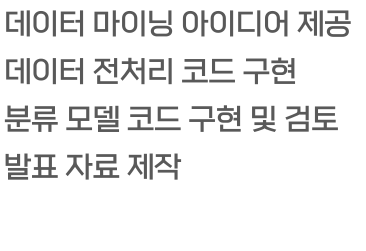 데이터 마이닝 아이디어 제공
데이터 전처리 코드 구현
분류 모델 코드 구현 및 검토
발표 자료 제작